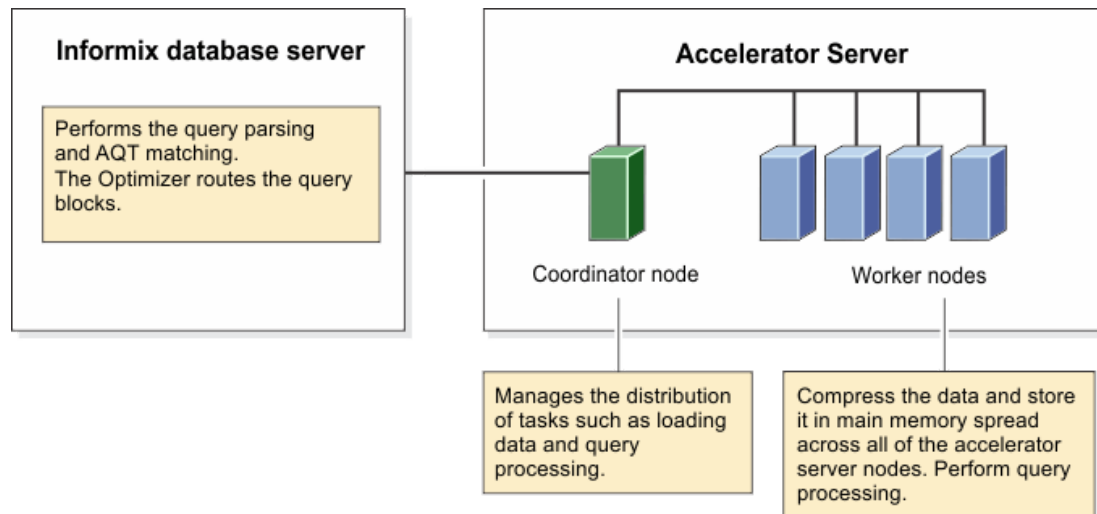 Informix database server
Performs the query parsing
and AQT matching.
The Optimizer routes the query
blocks.
Accelerator Server
Coordinator node
Worker nodes
Manages the distribution
of tasks such as loading
data and query
processing.
Compress the data and store
it in main memory spread
across all of the accelerator
server nodes. Perform query
processing.